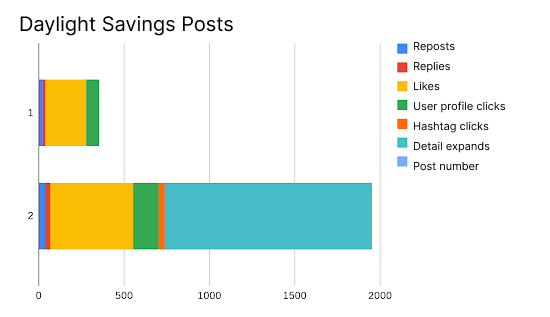 Daylight Savings Posts
Reposts
Replies
Likes
User profile clicks
Hashtag clicks
Detail expands
Post number
1
2
0 500 1000 1500 2000